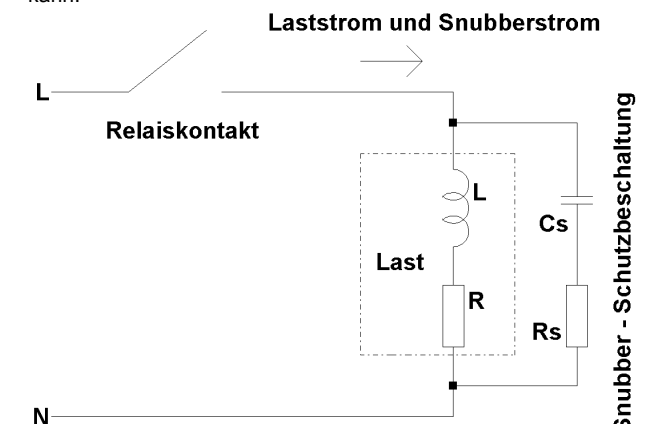 Laststrom und Snubberstrom
L
Relaiskontakt
L
Cs
Last
R
Rs
N
Snubber - Schutzbeschaltung